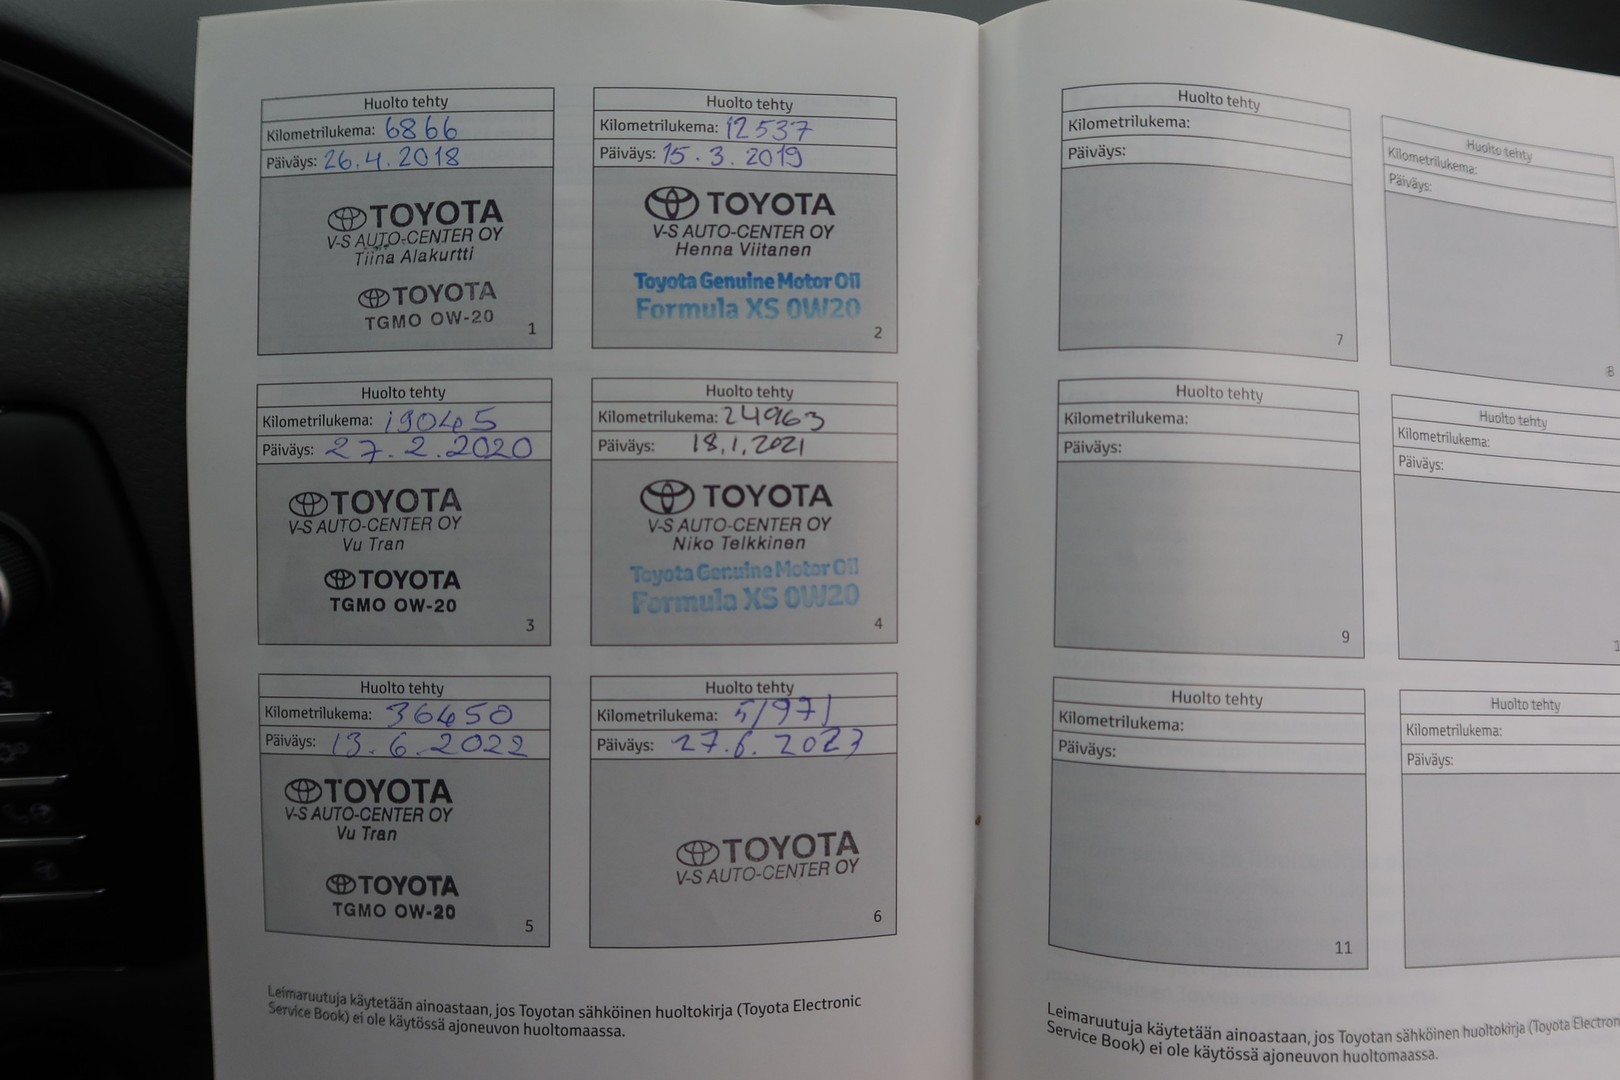 Huolto tehty
Kilometrilukema: 6866
Päiväys: 26.4.2018
TOYOTA
V-S AUTO-CENTER OY
Tiina Alakurtti
TOYOTA
TGMO OW-20
1
Huolto tehty
Kilometrilukema: 12537
Päiväys: 15.3.2019
TOYOTA
V-S AUTO-CENTER OY
Henna Viitanen
Toyota Genuine Motor Oil
Formula XS 0W20
2
Huolto tehty
Kilometrilukema: 19045
Päiväys: 27.2.2020
TOYOTA
V-S AUTO-CENTER OY
Vu Tran
TOYOTA
TGMO OW-20
3
Huolto tehty
Kilometrilukema: 24963
Päiväys: 18.1.2021
TOYOTA
V-S AUTO-CENTER OY
Niko Telkkinen
Toyota Genuine Motor Oil
Formula XS 0W20
4
Huolto tehty
Kilometrilukema: 36450
Päiväys: 13.6.2022
TOYOTA
V-S AUTO-CENTER OY
Vu Tran
TOYOTA
TGMO OW-20
5
Huolto tehty
Kilometrilukema: 51971
Päiväys: 27.6.2023
TOYOTA
V-S AUTO-CENTER OY
6
Leimaruutuja käytetään ainoastaan, jos Toyotan sähköinen huoltokirja (Toyota Electronic
Service Book) ei ole käytössä ajoneuvon huoltomaassa.
Huolto tehty
Kilometrilukema:
Päiväys:
7
Huolto tehty
Kilometrilukema:
Päiväys:
8
Huolto tehty
Kilometrilukema:
Päiväys:
9
Huolto tehty
Kilometrilukema:
Päiväys:
Huolto tehty
Kilometrilukema:
Päiväys:
11
Huolto tehty
Kilometrilukema:
Päiväys:
Leimaruutuja käytetään ainoastaan, jos Toyotan sähköinen huoltokirja (Toyota Electron
Service Book) ei ole käytössä ajoneuvon huoltomaassa.